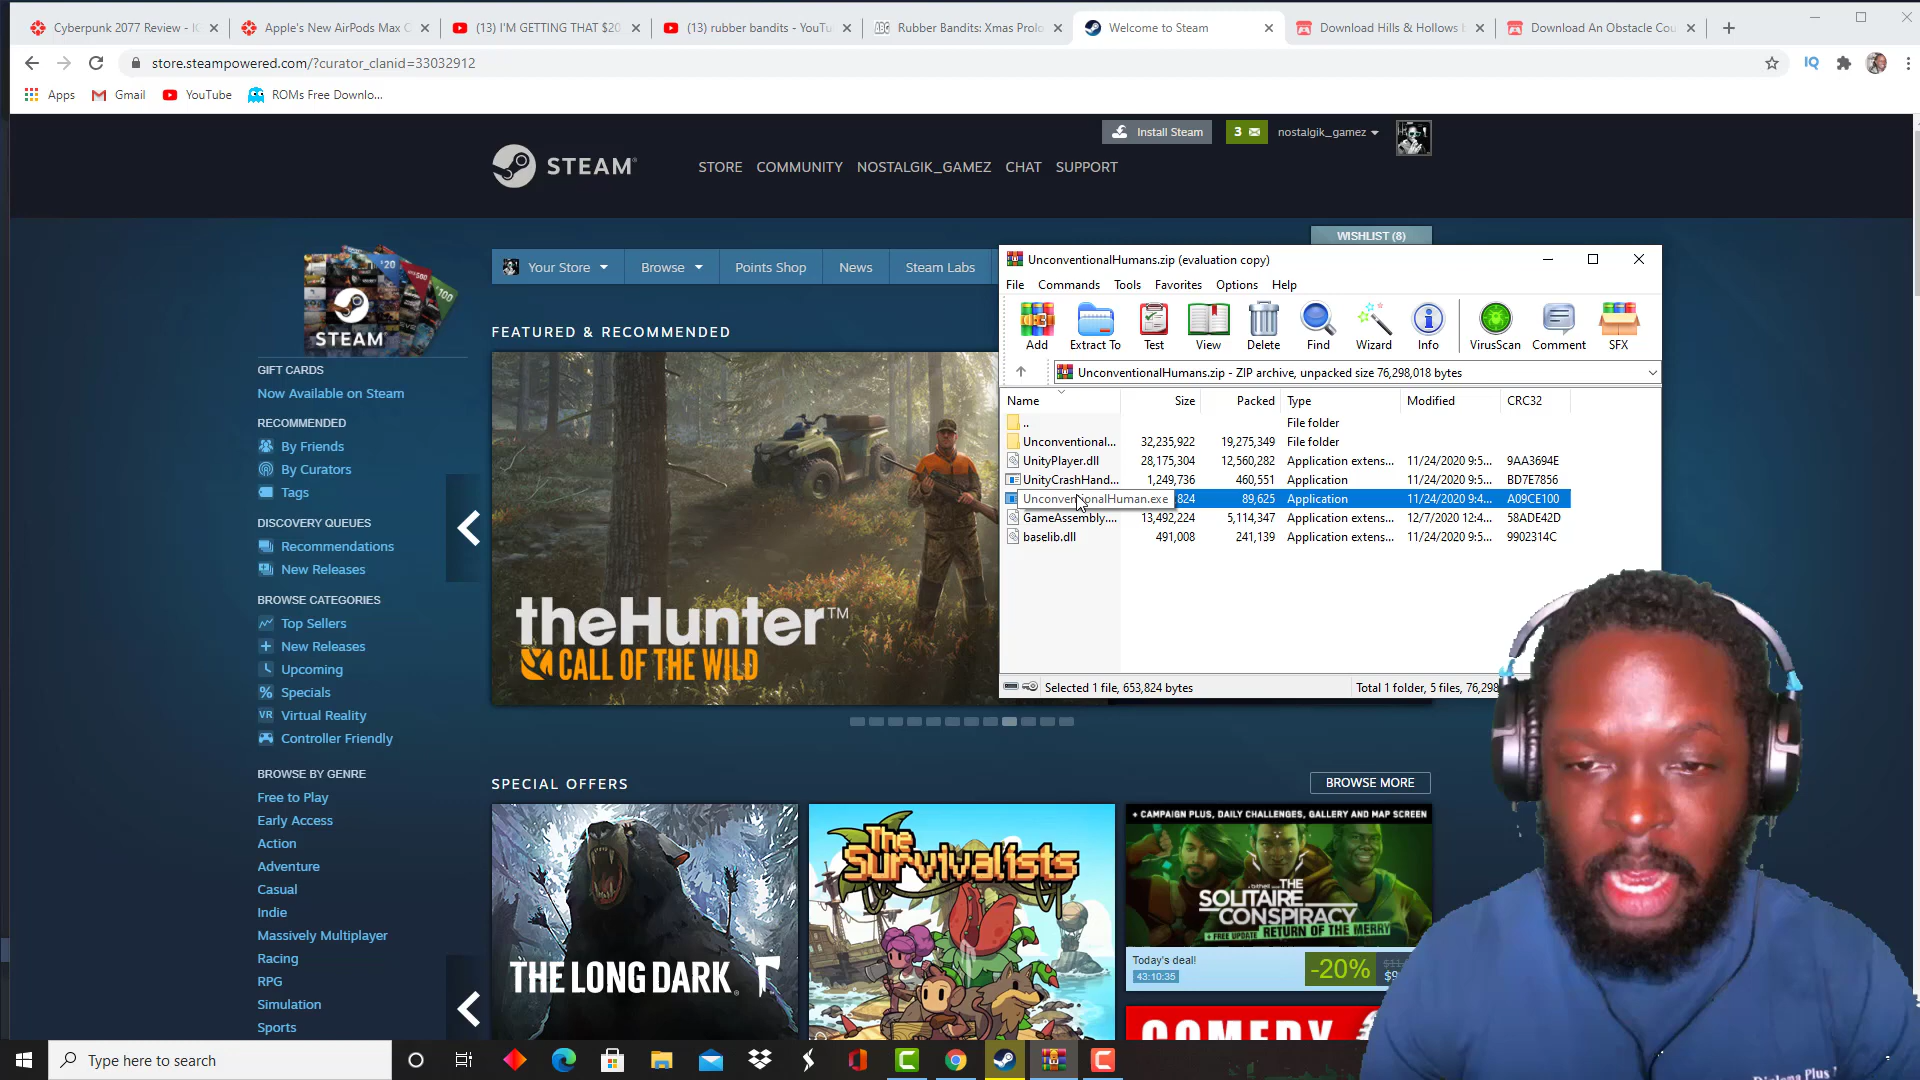 Cyberpunk 2077 Review - IG
Apple's New AirPods Max
(13) I'M GETTING THAT $20
(13) rubber bandits - YouTu
Rubber Bandits: Xmas Prolo
Welcome to Steam
Download Hills & Hollows b
Download An Obstacle Cou
store.steampowered.com/?curator_clanid=33032912
IQ
Apps
Gmail
YouTube
ROMs Free Downlo...
Install Steam
3
nostalgik_gamez
STEAM
STORE COMMUNITY NOSTALGIK_GAMEZ CHAT SUPPORT
WISHLIST (8)
Your Store
Browse
Points Shop
News
Steam Labs
$20
$100
STEAM
GIFT CARDS
Now Available on Steam
RECOMMENDED
By Friends
By Curators
Tags
DISCOVERY QUEUES
Recommendations
New Releases
BROWSE CATEGORIES
Top Sellers
New Releases
Upcoming
Specials
VR Virtual Reality
Controller Friendly
BROWSE BY GENRE
Free to Play
Early Access
Action
Adventure
Casual
Indie
Massively Multiplayer
Racing
RPG
Simulation
Sports
FEATURED & RECOMMENDED
theHunter™
CALL OF THE WILD
UnconventionalHumans.zip (evaluation copy)
File Commands Tools Favorites Options Help
Add Extract To Test View Delete Find Wizard Info VirusScan Comment SFX
UnconventionalHumans.zip - ZIP archive, unpacked size 76,298,018 bytes
Name Size Packed Type Modified CRC32
.. File folder
Unconventional... 32,235,922 19,275,349 File folder
UnityPlayer.dll 28,175,304 12,560,282 Application extens... 11/24/2020 9:5... 9AA3694E
UnityCrashHand... 1,249,736 460,551 Application 11/24/2020 9:5... BD7E7856
UnconventionalHuman.exe 824 89,625 Application 11/24/2020 9:4... A09CE100
GameAssembly.... 13,492,224 5,114,347 Application extens... 12/7/2020 12:4... 58ADE42D
baselib.dll 491,008 241,139 Application extens... 11/24/2020 9:5... 9902314C
Selected 1 file, 653,824 bytes
Total 1 folder, 5 files, 76,298
SPECIAL OFFERS
BROWSE MORE
THE LONG DARK
The Survivalists
+ CAMPAIGN PLUS, DAILY CHALLENGES, GALLERY AND MAP SCREEN
THE
SOLITAIRE
CONSPIRACY
+ FREE UPDATE RETURN OF THE MERRY
Today's deal!
43:10:35
-20%
COMEDY
Type here to search
Diploma Plus